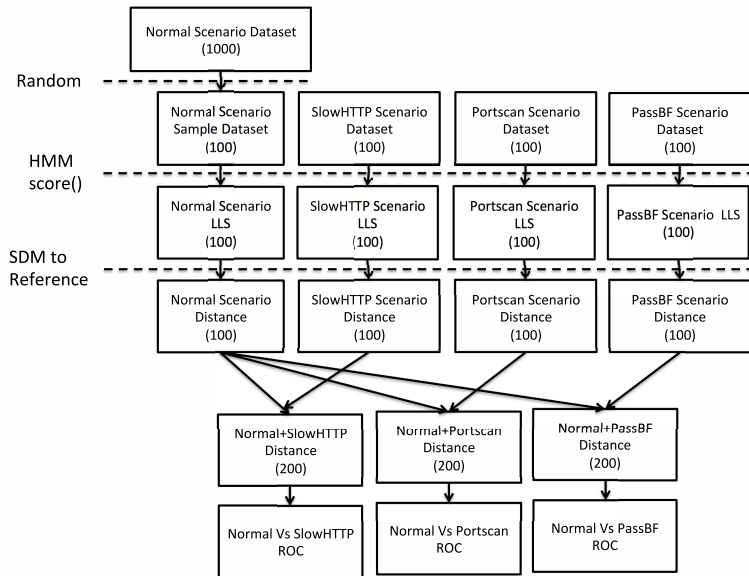 Normal Scenario Dataset
(1000)
Random
Normal Scenario
Sample Dataset
(100)
SlowHTTP Scenario
Dataset
(100)
Portscan Scenario
Dataset
(100)
PassBF Scenario
Dataset
(100)
HMM
score()
Normal Scenario
LLS
(100)
SlowHTTP Scenario
LLS
(100)
Portscan Scenario
LLS
(100)
PassBF Scenario LLS
(100)
SDM to
Reference
Normal Scenario
Distance
(100)
SlowHTTP Scenario
Distance
(100)
Portscan Scenario
Distance
(100)
PassBF Scenario
Distance
(100)
Normal+SlowHTTP
Distance
(200)
Normal+Portscan
Distance
(200)
Normal+PassBF
Distance
(200)
Normal Vs SlowHTTP
ROC
Normal Vs Portscan
ROC
Normal Vs PassBF
ROC